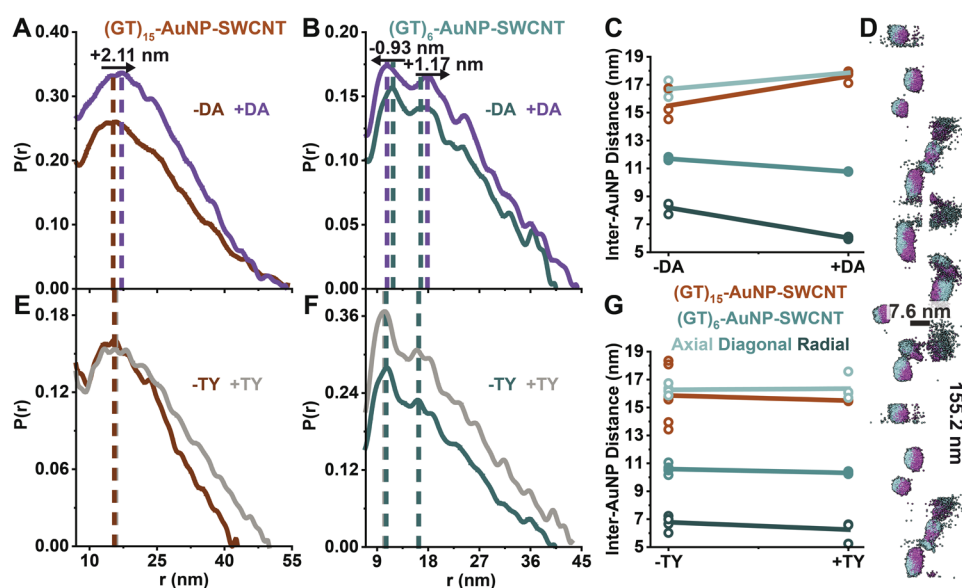 A (GT)15-AuNP-SWCNT
+2.11 nm
-DA +DA
P(r)
0.40
0.30
0.20
0.10
0.00
B (GT)6-AuNP-SWCNT
-0.93 nm
+1.17 nm
-DA +DA
P(r)
0.15
0.10
0.05
0.00
C
Inter-AuNP Distance (nm)
19
17
15
13
11
9
7
5
-DA +DA
D
7.6 nm
155.2 nm
E
-TY +TY
P(r)
0.18
0.12
0.06
0.00
10 25 40 55
r (nm)
F
-TY +TY
P(r)
0.36
0.24
0.12
0.00
9 18 27 36 45
r (nm)
(GT)15-AuNP-SWCNT
(GT)6-AuNP-SWCNT
Axial Diagonal Radial
G
Inter-AuNP Distance (nm)
19
17
15
13
11
9
7
5
-TY +TY